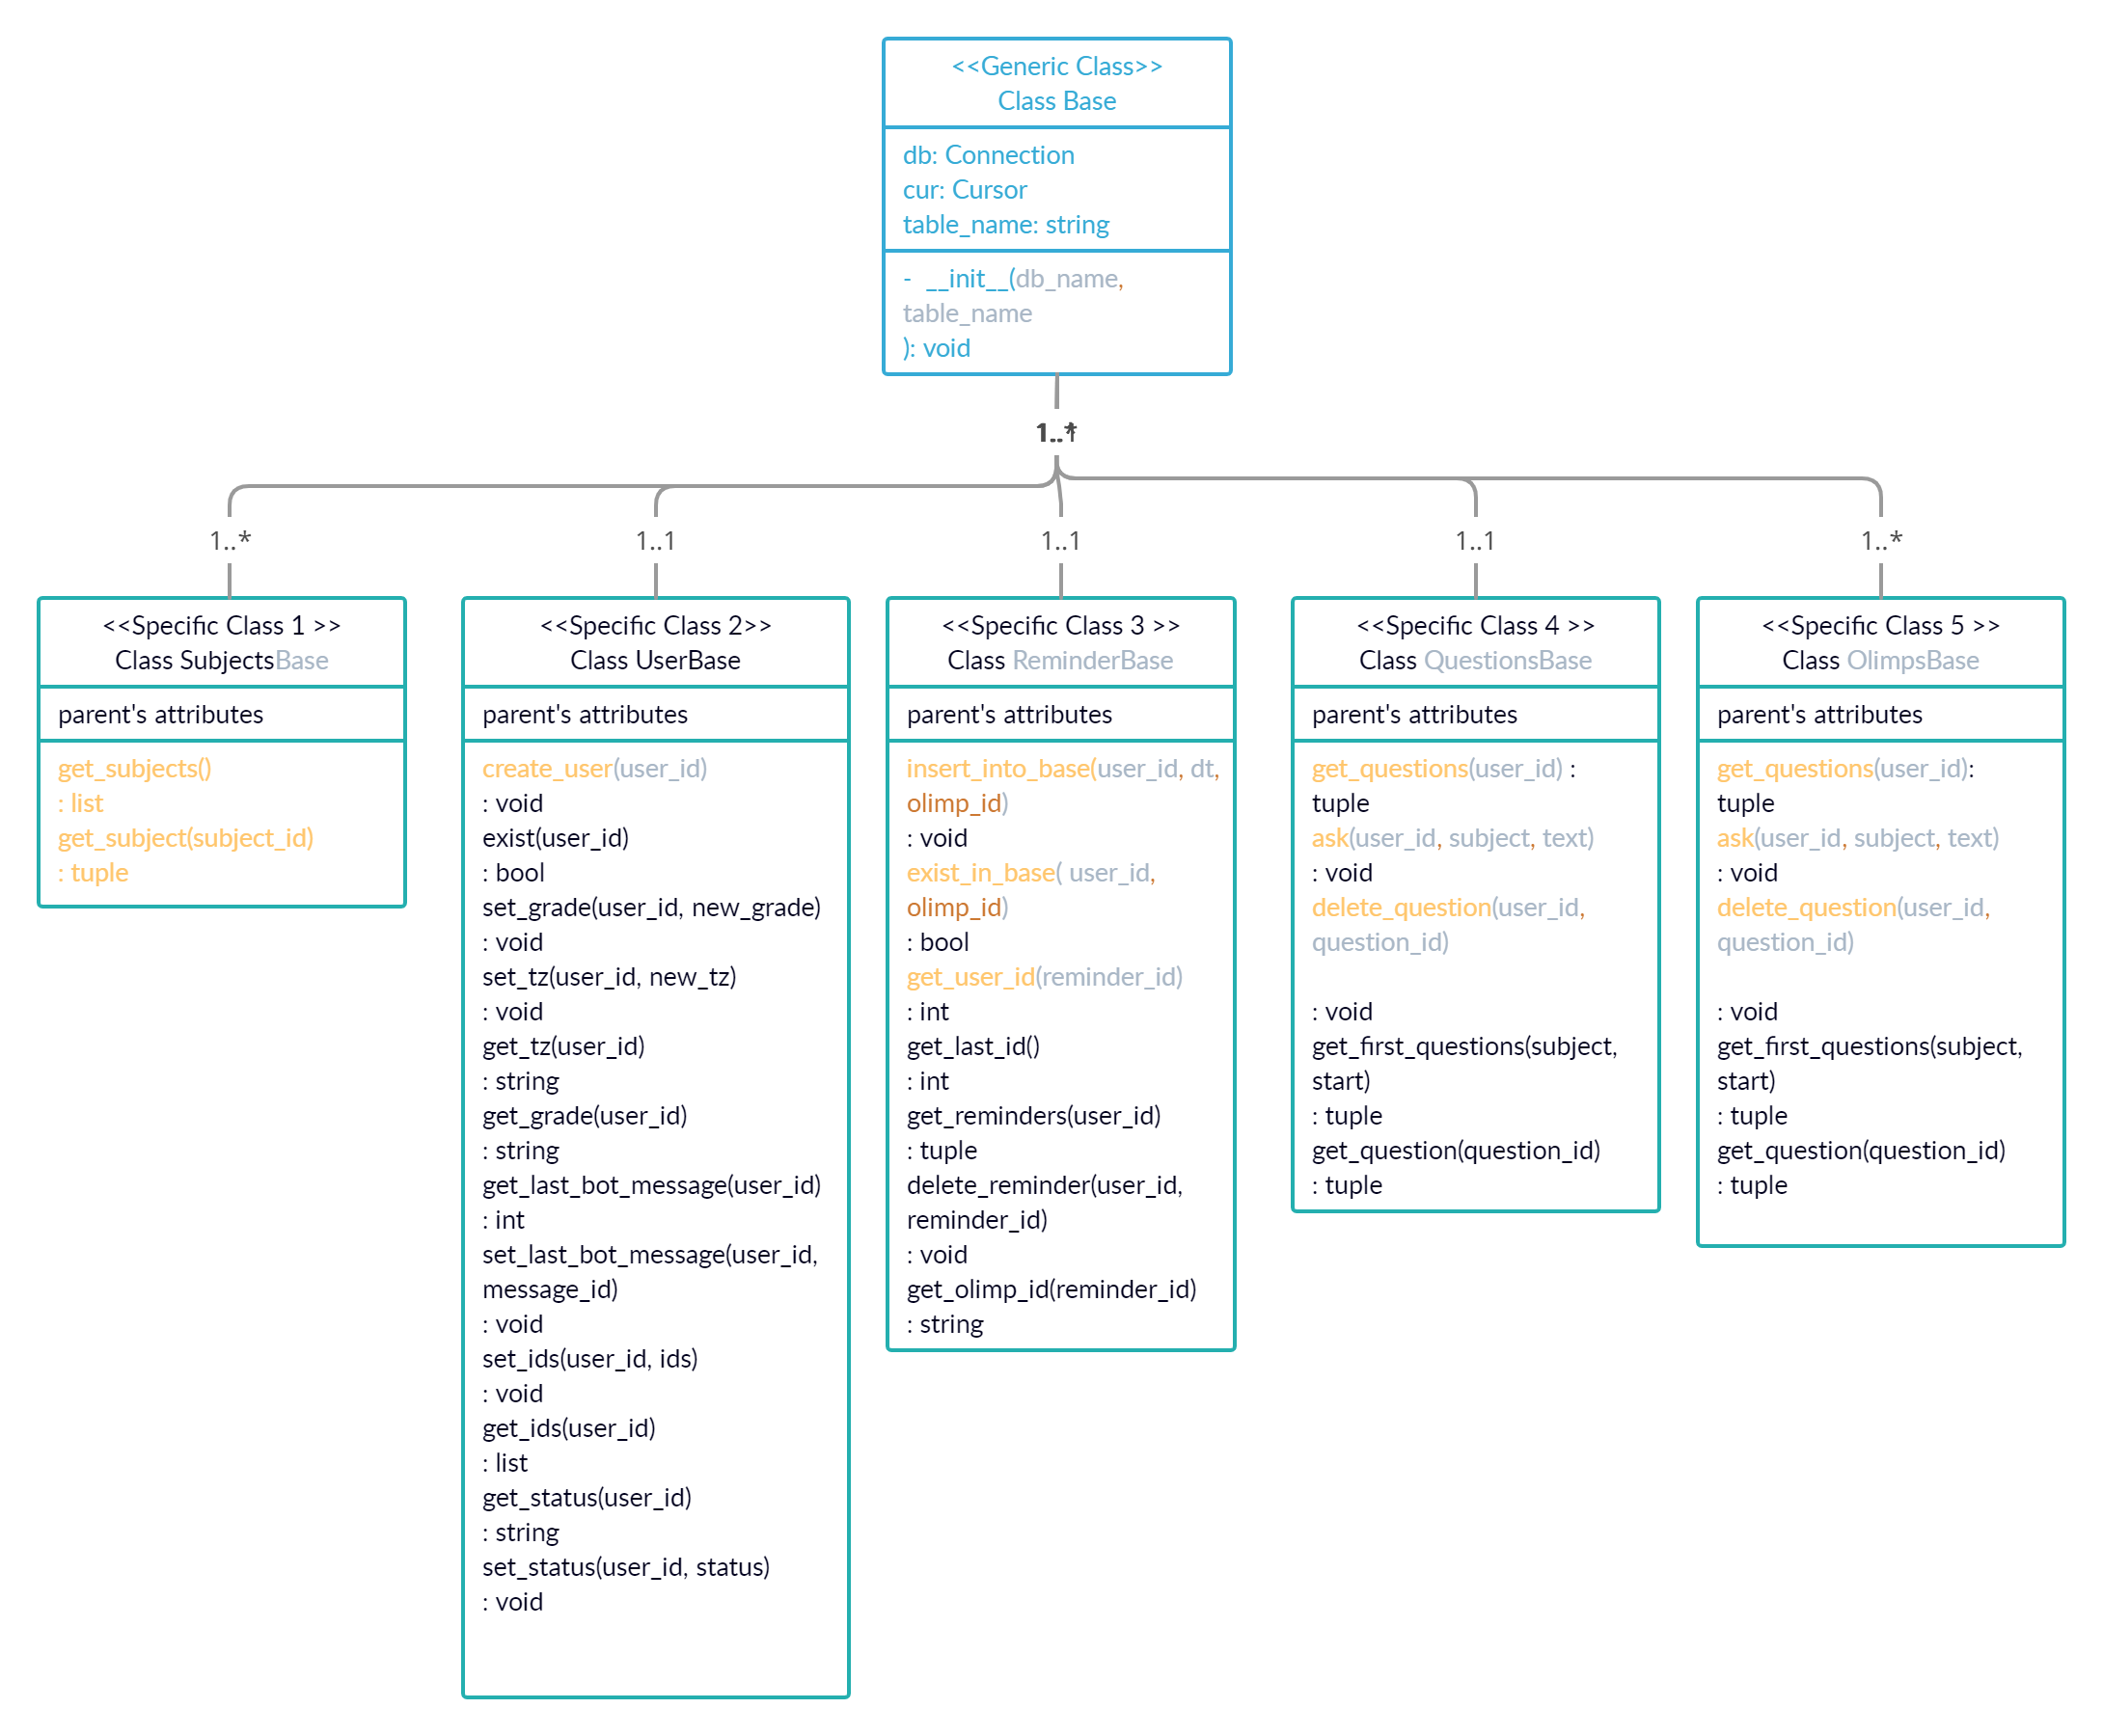 <<Generic Class>>
Class Base
db: Connection
cur: Cursor
table_name: string
- __init__(db_name,
table_name
): void
1..*
1..*
1..1
1..1
1..1
1..*
<<Specific Class 1 >>
Class SubjectsBase
parent's attributes
get_subjects()
: list
get_subject(subject_id)
: tuple
<<Specific Class 2>>
Class UserBase
parent's attributes
create_user(user_id)
: void
exist(user_id)
: bool
set_grade(user_id, new_grade)
: void
set_tz(user_id, new_tz)
: void
get_tz(user_id)
: string
get_grade(user_id)
: string
get_last_bot_message(user_id)
: int
set_last_bot_message(user_id,
message_id)
: void
set_ids(user_id, ids)
: void
get_ids(user_id)
: list
get_status(user_id)
: string
set_status(user_id, status)
: void
<<Specific Class 3 >>
Class ReminderBase
parent's attributes
insert_into_base(user_id, dt,
olimp_id)
: void
exist_in_base( user_id,
olimp_id)
: bool
get_user_id(reminder_id)
: int
get_last_id()
: int
get_reminders(user_id)
: tuple
delete_reminder(user_id,
reminder_id)
: void
get_olimp_id(reminder_id)
: string
<<Specific Class 4 >>
Class QuestionsBase
parent's attributes
get_questions(user_id) :
tuple
ask(user_id, subject, text)
: void
delete_question(user_id,
question_id)
: void
get_first_questions(subject,
start)
: tuple
get_question(question_id)
: tuple
<<Specific Class 5 >>
Class OlimpsBase
parent's attributes
get_questions(user_id):
tuple
ask(user_id, subject, text)
: void
delete_question(user_id,
question_id)
: void
get_first_questions(subject,
start)
: tuple
get_question(question_id)
: tuple